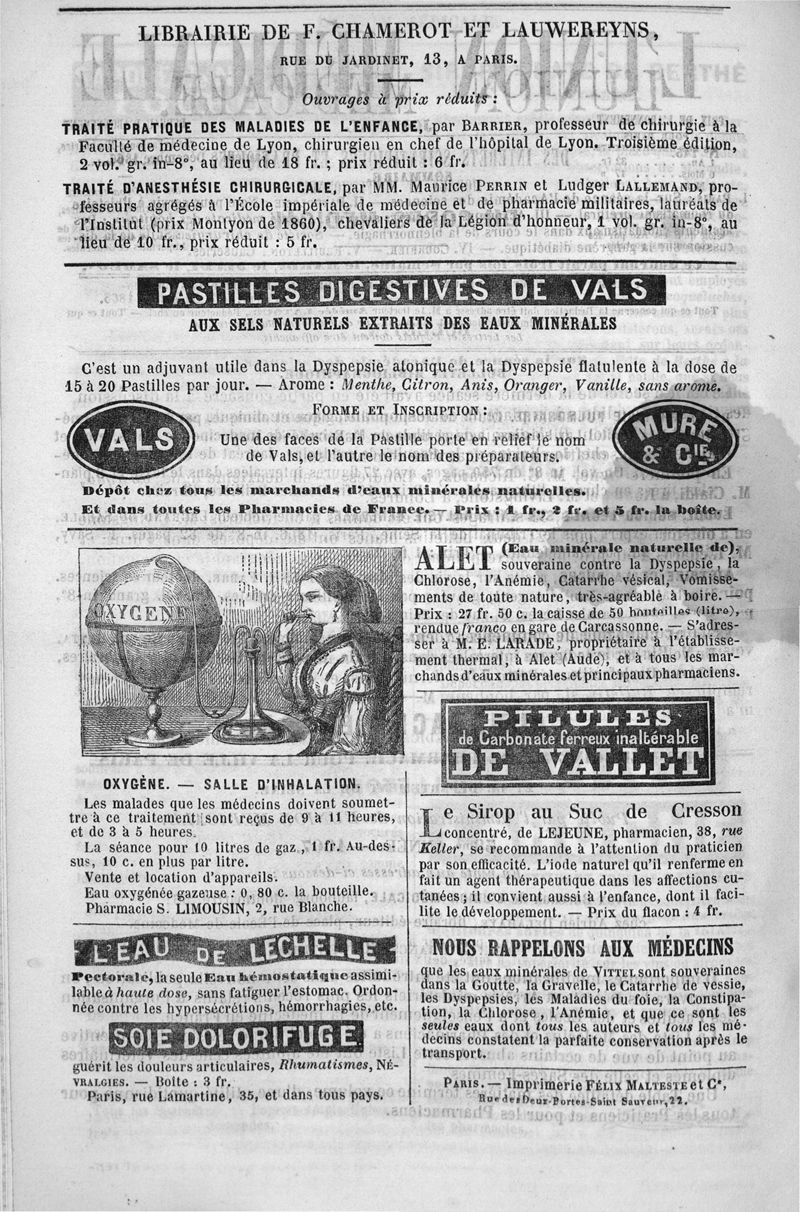 LIBRAIRIE DE F. CHAMEROT ET LAUWEREYNS,
RUE DU JARDINET, 13, A PARIS.
Ouvrages à prix réduits :
TRAITÉ PRATIQUE DES MALADIES DE L'ENFANCE, par BARRIER, professeur de chirurgie à la
Faculté de médecine de Lyon, chirurgien en chef de l'hôpital de Lyon. Troisième édition,
2 vol. gr. in-8°, au lieu de 18 fr. ; prix réduit : 6 fr.
TRAITÉ D'ANESTHÉSIE CHIRURGICALE, par MM. Maurice PERRIN et Ludger LALLEMAND, pro-
fesseurs agrégés à l'École impériale de médecine et de pharmacie militaires, lauréats de
l'Institut (prix Montyon de 1860), chevaliers de la Légion d'honneur, 1 vol. gr. in-8°, au
lieu de 10 fr., prix réduit : 5 fr.
PASTILLES DIGESTIVES DE VALS
AUX SELS NATURELS EXTRAITS DES EAUX MINÉRALES
C'est un adjuvant utile dans la Dyspepsie atonique et la Dyspepsie flatulente à la dose de
15 à 20 Pastilles par jour. — Arome : Menthe, Citron, Anis, Oranger, Vanille, sans arome.
FORME ET INSCRIPTION :
VALS
Une des faces de la Pastille porte en relief le nom
de Vals, et l'autre le nom des préparateurs.
MURE
& Cie
Dépôt chez tous les marchands d'eaux minérales naturelles.
Et dans toutes les Pharmacies de France. — Prix : 1 fr., 2 fr. et 5 fr. la boîte.
OXYGENE
OXYGÈNE. — SALLE D'INHALATION.
Les malades que les médecins doivent soumet-
tre à ce traitement sont reçus de 9 à 11 heures,
et de 3 à 5 heures.
La séance pour 10 litres de gaz, 1 fr. Au-des-
sus, 10 c. en plus par litre.
Vente et location d'appareils.
Eau oxygénée gazeuse : 0, 80 c. la bouteille.
Pharmacie S. LIMOUSIN, 2, rue Blanche.
L'EAU DE LÉCHELLE
Pectorale, la seule Eau hémostatique assimi-
lable à haute dose, sans fatiguer l'estomac. Ordon-
née contre les hypersécrétions, hémorrhagies, etc.
SOIE DOLORIFUGE
guérit les douleurs articulaires, Rhumatismes, NÉ-
VRALGIES. — Boîte : 3 fr.
Paris, rue Lamartine, 35, et dans tous pays.
ALET (Eau minérale naturelle de),
souveraine contre la Dyspepsie, la
Chlorose, l'Anémie, Catarrhe vésical, Vomisse-
ments de toute nature, très-agréable à boire. —
Prix : 27 fr. 50 c. la caisse de 50 bouteilles (litre),
rendue franco en gare de Carcassonne. — S'adres-
ser à M. E. LARADE, propriétaire à l'établisse-
ment thermal, à Alet (Aude), et à tous les mar-
chands d'eaux minérales et principaux pharmaciens.
PILULES
de Carbonate ferreux inaltérable
DE VALLET
Le Sirop au Suc de Cresson
concentré, de LEJEUNE, pharmacien, 38, rue
Keller, se recommande à l'attention du praticien
par son efficacité. L'iode naturel qu'il renferme en
fait un agent thérapeutique dans les affections cu-
tanées ; il convient aussi à l'enfance, dont il faci-
lite le développement. — Prix du flacon : 4 fr.
NOUS RAPPELONS AUX MÉDECINS
que les eaux minérales de VITTEL sont souveraines
dans la Goutte, la Gravelle, le Catarrhe de vessie,
les Dyspepsies, les Maladies du foie, la Constipa-
tion, la Chlorose, l'Anémie, et que ce sont les
seules eaux dont tous les auteurs et tous les mé-
decins constatent la parfaite conservation après le
transport.
PARIS. — Imprimerie FÉLIX MALTESTE et Ce,
Rue des Deux-Portes-Saint Sauveur, 22.